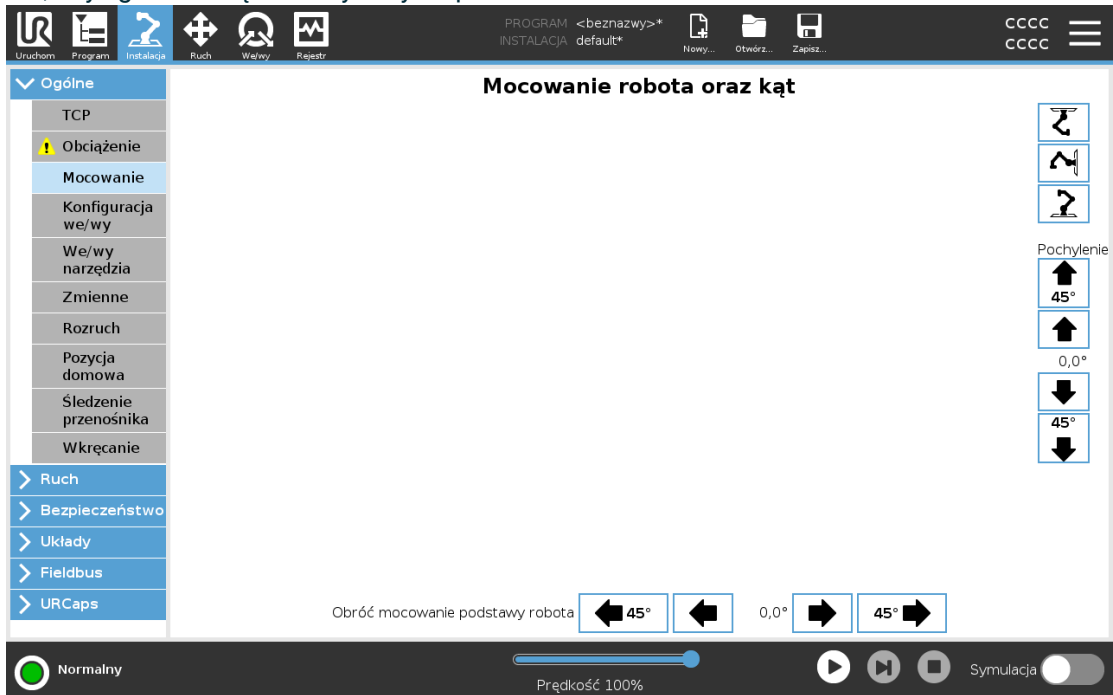 PROGRAM <beznazwy>*
INSTALACJA default*
CCCC
CCCC
Uruchom Program Instalacja Ruch We/wy Rejestr Nowy... Otwórz... Zapisz...
Ogólne
TCP
Obciążenie
Mocowanie
Konfiguracja
we/wy
We/wy
narzędzia
Zmienne
Rozruch
Pozycja
domowa
Śledzenie
przenośnika
Wkręcanie
Ruch
Bezpieczeństwo
Układy
Fieldbus
URCaps
Mocowanie robota oraz kąt
Pochylenie
45°
0,0°
45°
Obróć mocowanie podstawy robota 45° 0,0° 45°
Normalny
Prędkość 100%
Symulacja